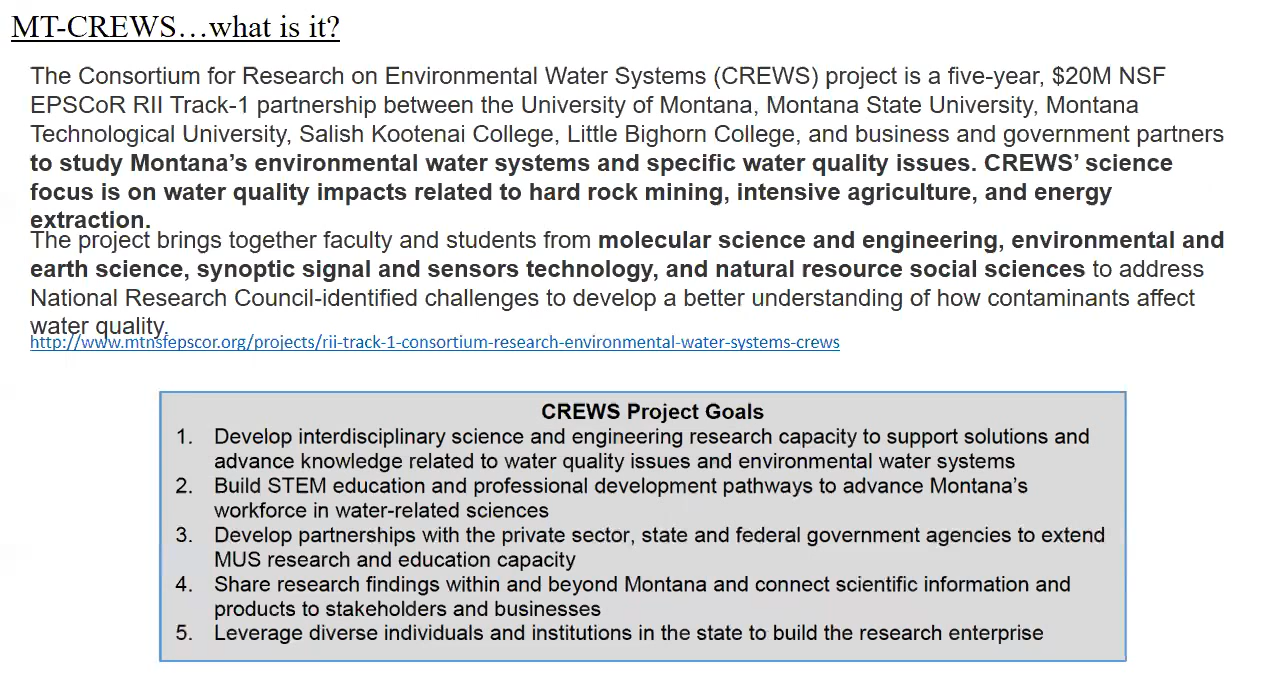 MT-CREWS…what is it?
The Consortium for Research on Environmental Water Systems (CREWS) project is a five-year, $20M NSF
EPSCoR RII Track-1 partnership between the University of Montana, Montana State University, Montana
Technological University, Salish Kootenai College, Little Bighorn College, and business and government partners
to study Montana’s environmental water systems and specific water quality issues. CREWS’ science
focus is on water quality impacts related to hard rock mining, intensive agriculture, and energy
extraction.
The project brings together faculty and students from molecular science and engineering, environmental and
earth science, synoptic signal and sensors technology, and natural resource social sciences to address
National Research Council-identified challenges to develop a better understanding of how contaminants affect
water quality.
http://www.mtnsfepscor.org/projects/rii-track-1-consortium-research-environmental-water-systems-crews
CREWS Project Goals
1. Develop interdisciplinary science and engineering research capacity to support solutions and
advance knowledge related to water quality issues and environmental water systems
2. Build STEM education and professional development pathways to advance Montana’s
workforce in water-related sciences
3. Develop partnerships with the private sector, state and federal government agencies to extend
MUS research and education capacity
4. Share research findings within and beyond Montana and connect scientific information and
products to stakeholders and businesses
5. Leverage diverse individuals and institutions in the state to build the research enterprise